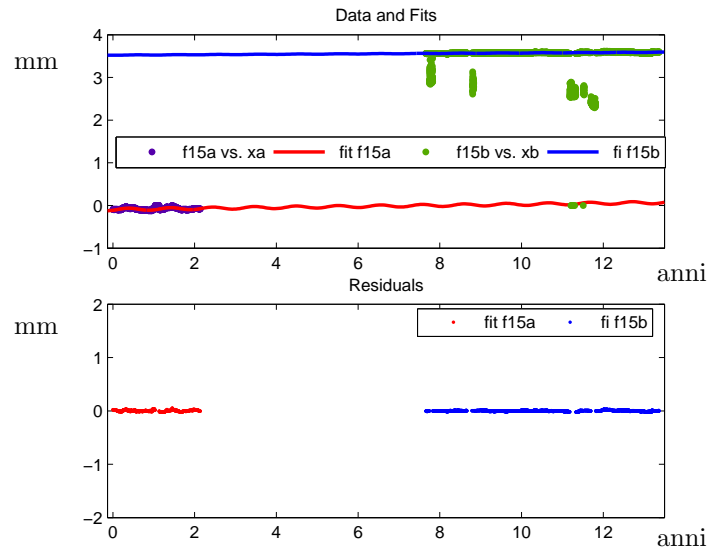 Data and Fits
mm
4
3
2
1
0
−1
f15a vs. xa fit f15a f15b vs. xb fi f15b
0 2 4 6 8 10 12
anni
Residuals
mm
2
1
0
−1
−2
fit f15a fi f15b
0 2 4 6 8 10 12
anni